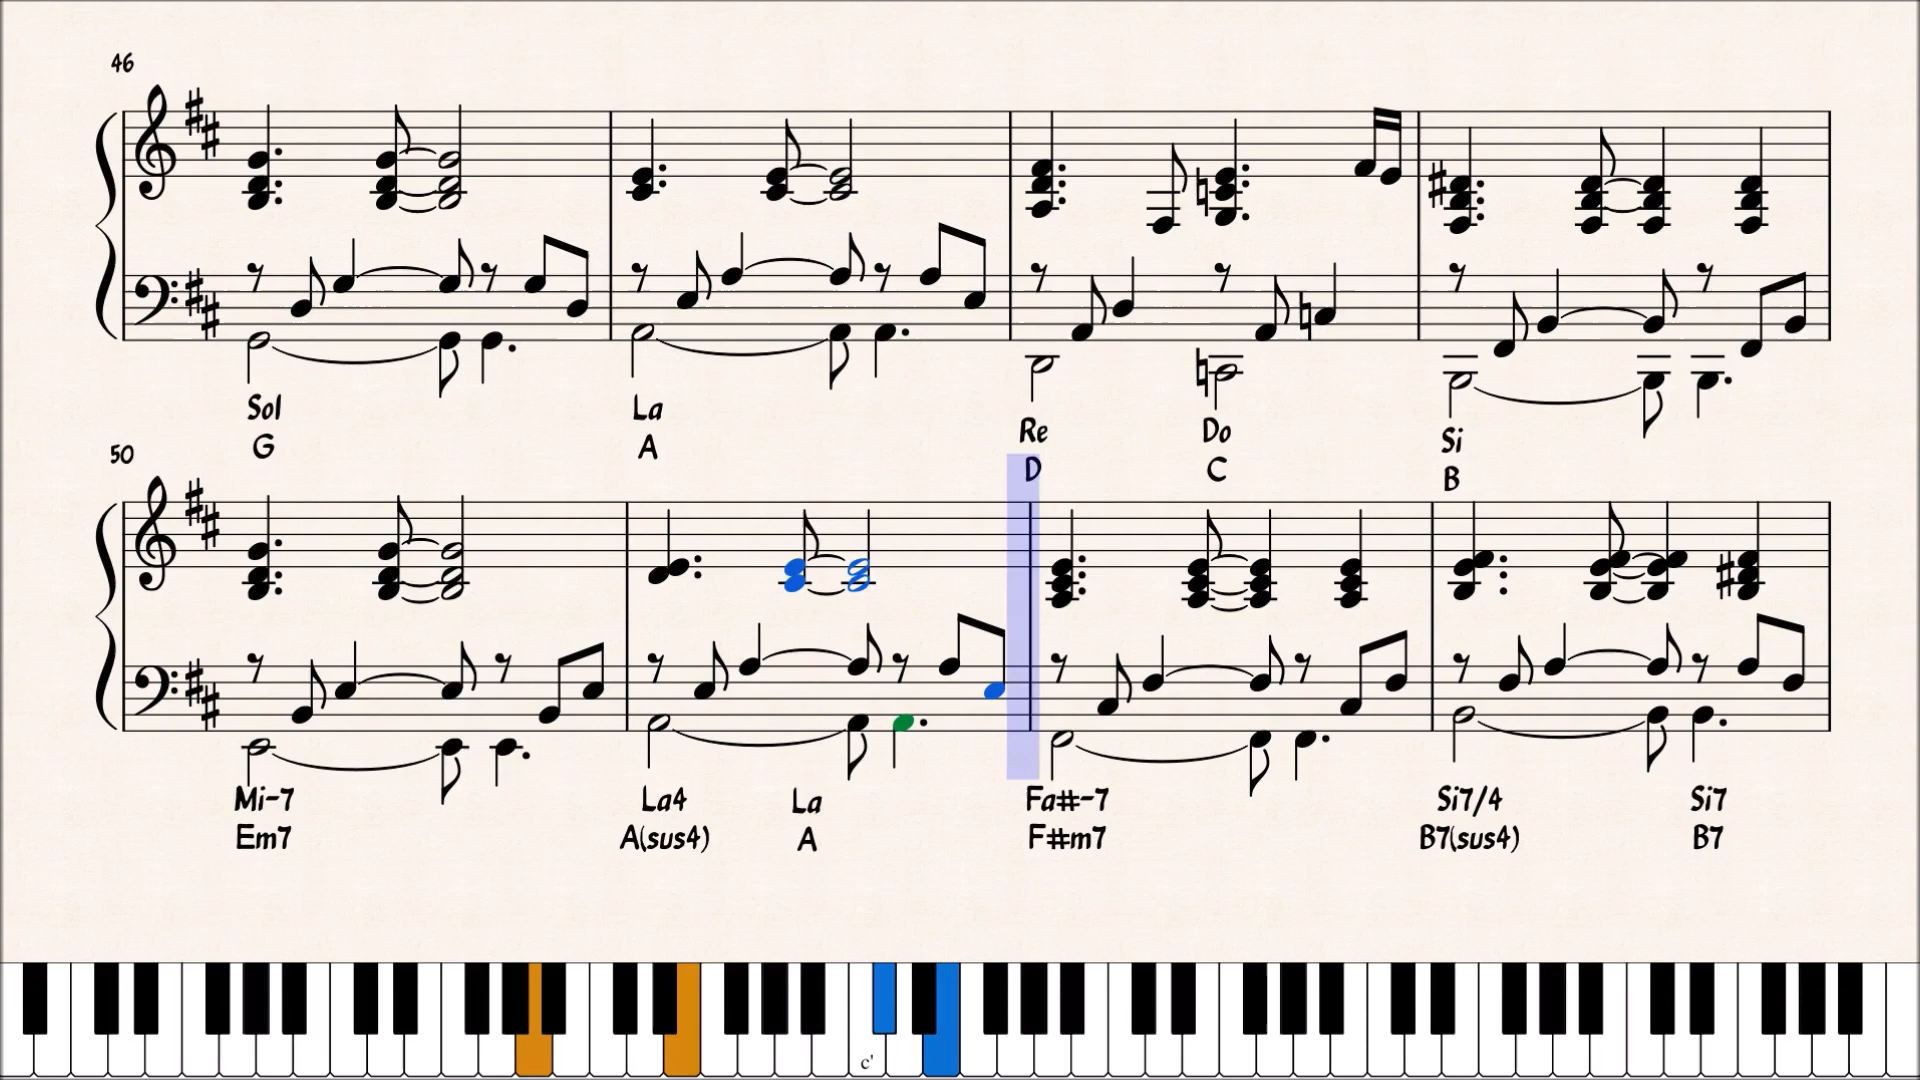 46
Sol La Re Do Si
G A D C B
50
Mi-7 La4 La Fa#-7 Si7/4 Si7
Em7 A(sus4) A F#m7 B7(sus4) B7
c'